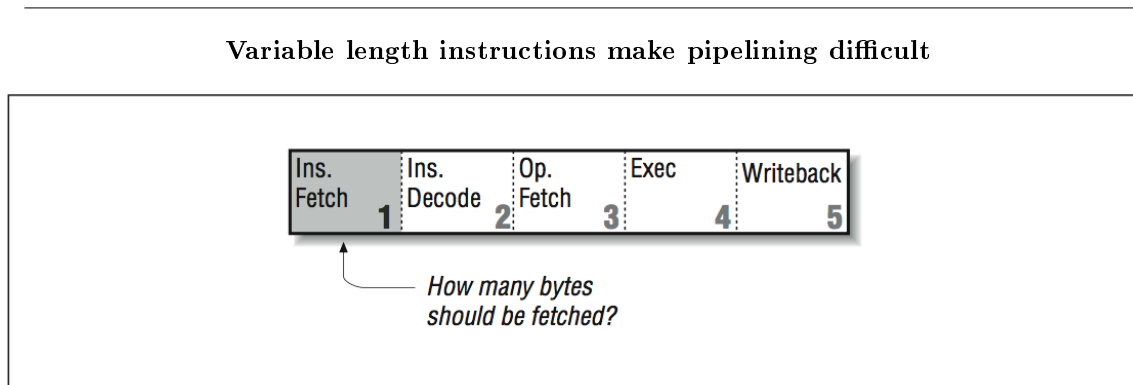 Variable length instructions make pipelining difficult
Ins.
Fetch
1
Ins.
Decode
2
Op.
Fetch
3
Exec
4
Writeback
5
How many bytes
should be fetched?